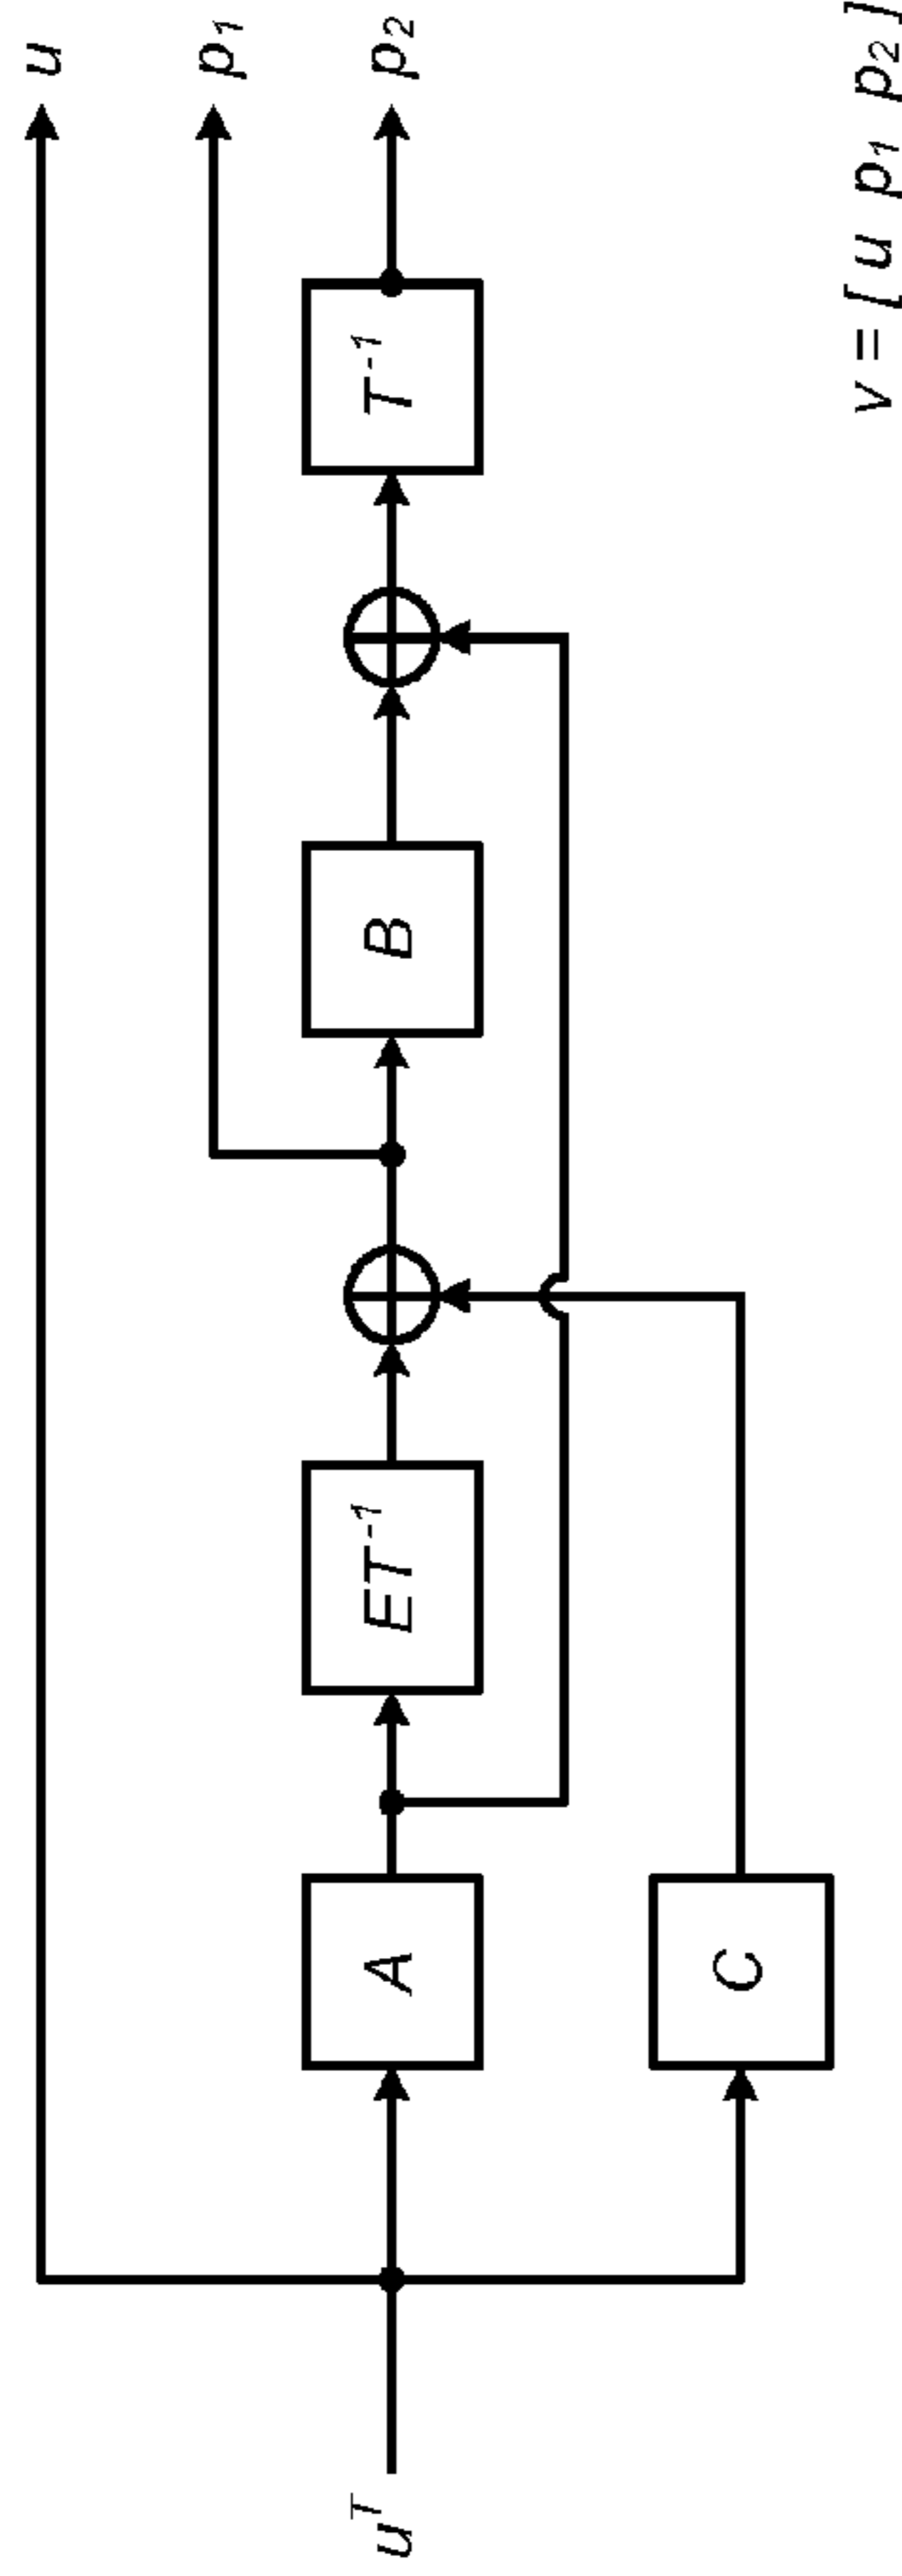 u
p₁
p₂
uᵀ
A
ET⁻¹
B
T⁻¹
C
v = [ u p₁ p₂ ]